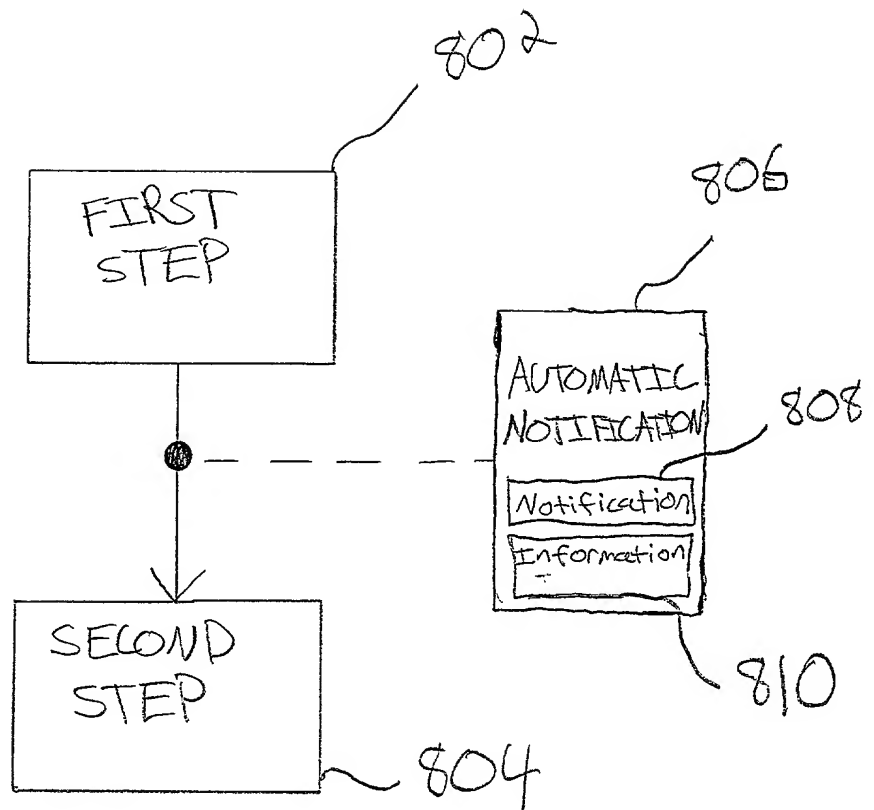 802
FIRST
STEP
806
AUTOMATIC
NOTIFICATION
808
Notification
Information
810
SECOND
STEP
804